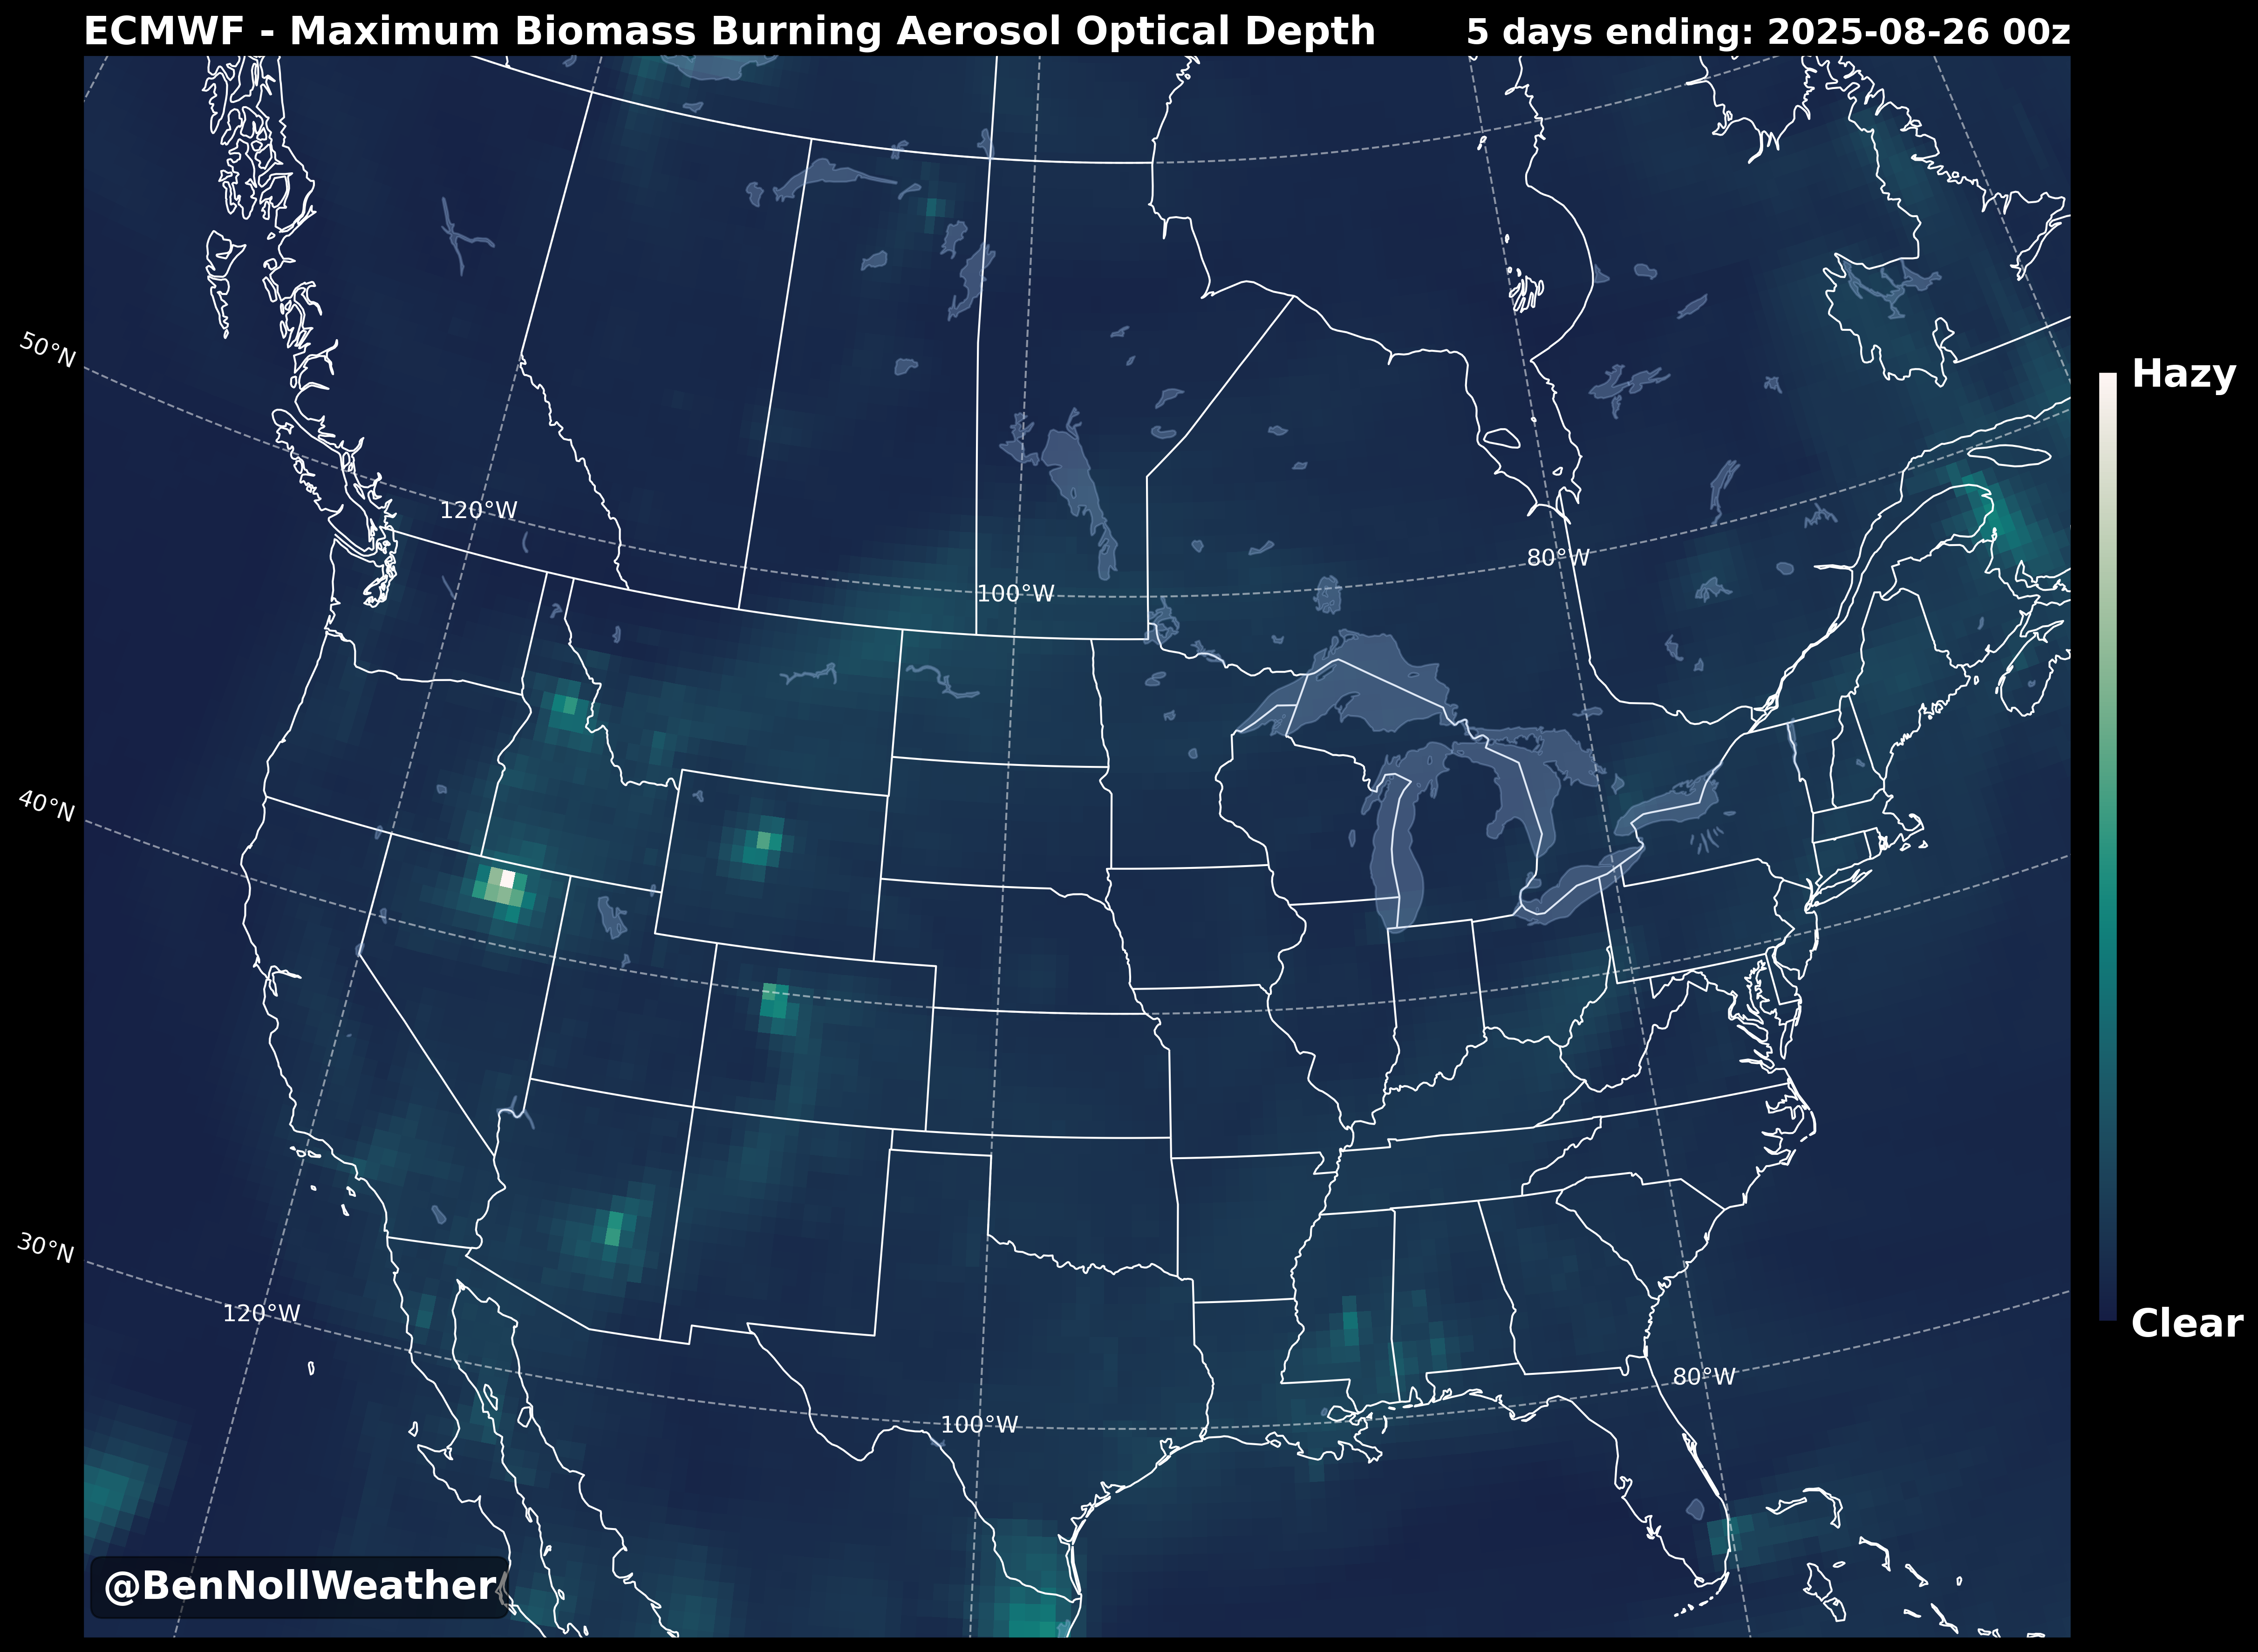 ECMWF - Maximum Biomass Burning Aerosol Optical Depth
5 days ending: 2025-08-26 00z
50°N
Hazy
120°W
80°W
100°W
40°N
30°N
120°W
Clear
80°W
100°W
@BenNollWeather